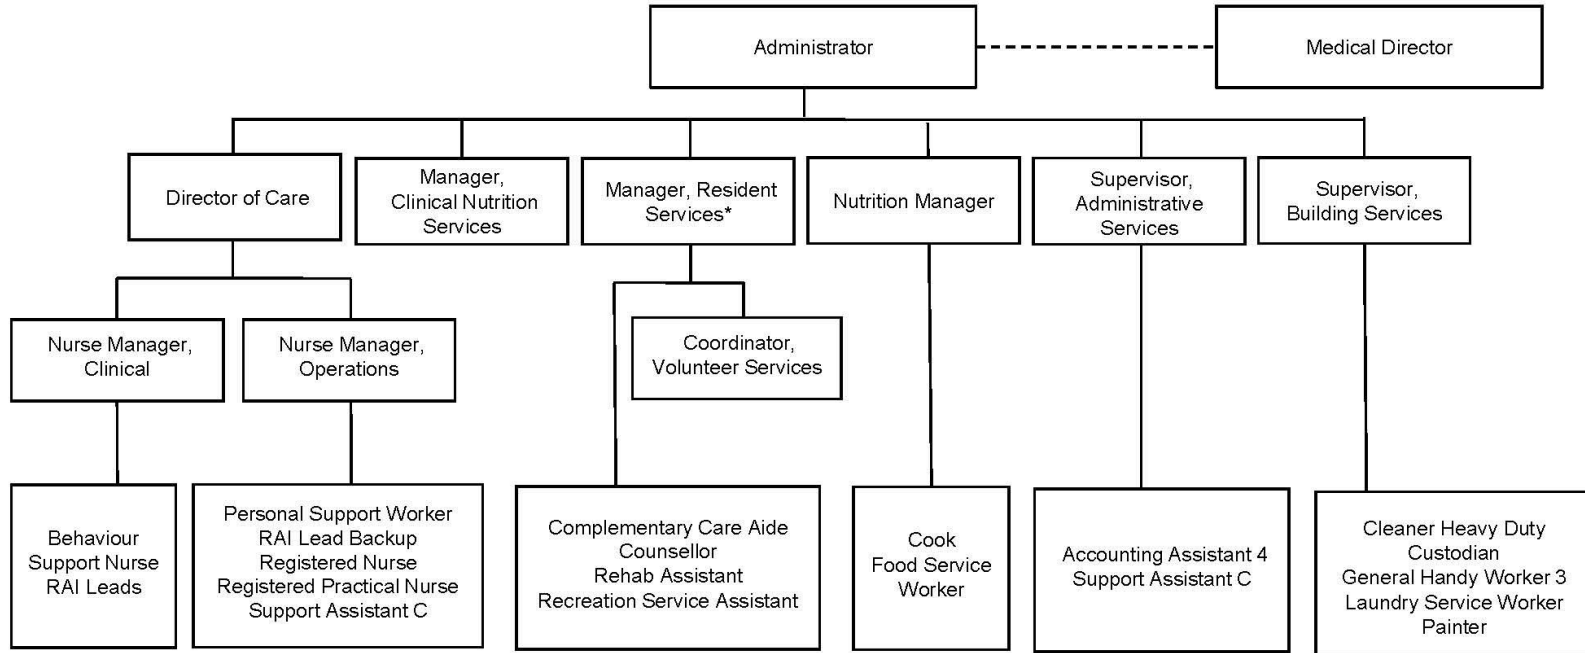 Administrator
Medical Director
Director of Care
Manager,
Clinical Nutrition
Services
Manager, Resident
Services*
Nutrition Manager
Supervisor,
Administrative
Services
Supervisor,
Building Services
Nurse Manager,
Clinical
Nurse Manager,
Operations
Coordinator,
Volunteer Services
Behaviour
Support Nurse
RAI Leads
Personal Support Worker
RAI Lead Backup
Registered Nurse
Registered Practical Nurse
Support Assistant C
Complementary Care Aide
Counsellor
Rehab Assistant
Recreation Service Assistant
Cook
Food Service
Worker
Accounting Assistant 4
Support Assistant C
Cleaner Heavy Duty
Custodian
General Handy Worker 3
Laundry Service Worker
Painter